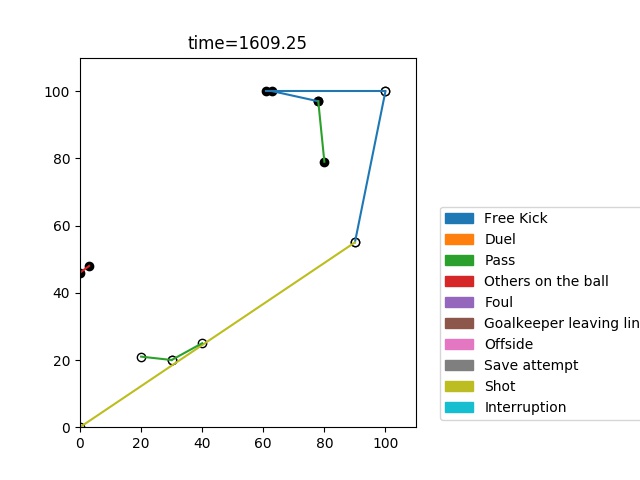 time=1609.25
100
80
60
40
20
0
0 20 40 60 80 100
Free Kick
Duel
Pass
Others on the ball
Foul
Goalkeeper leaving lin
Offside
Save attempt
Shot
Interruption